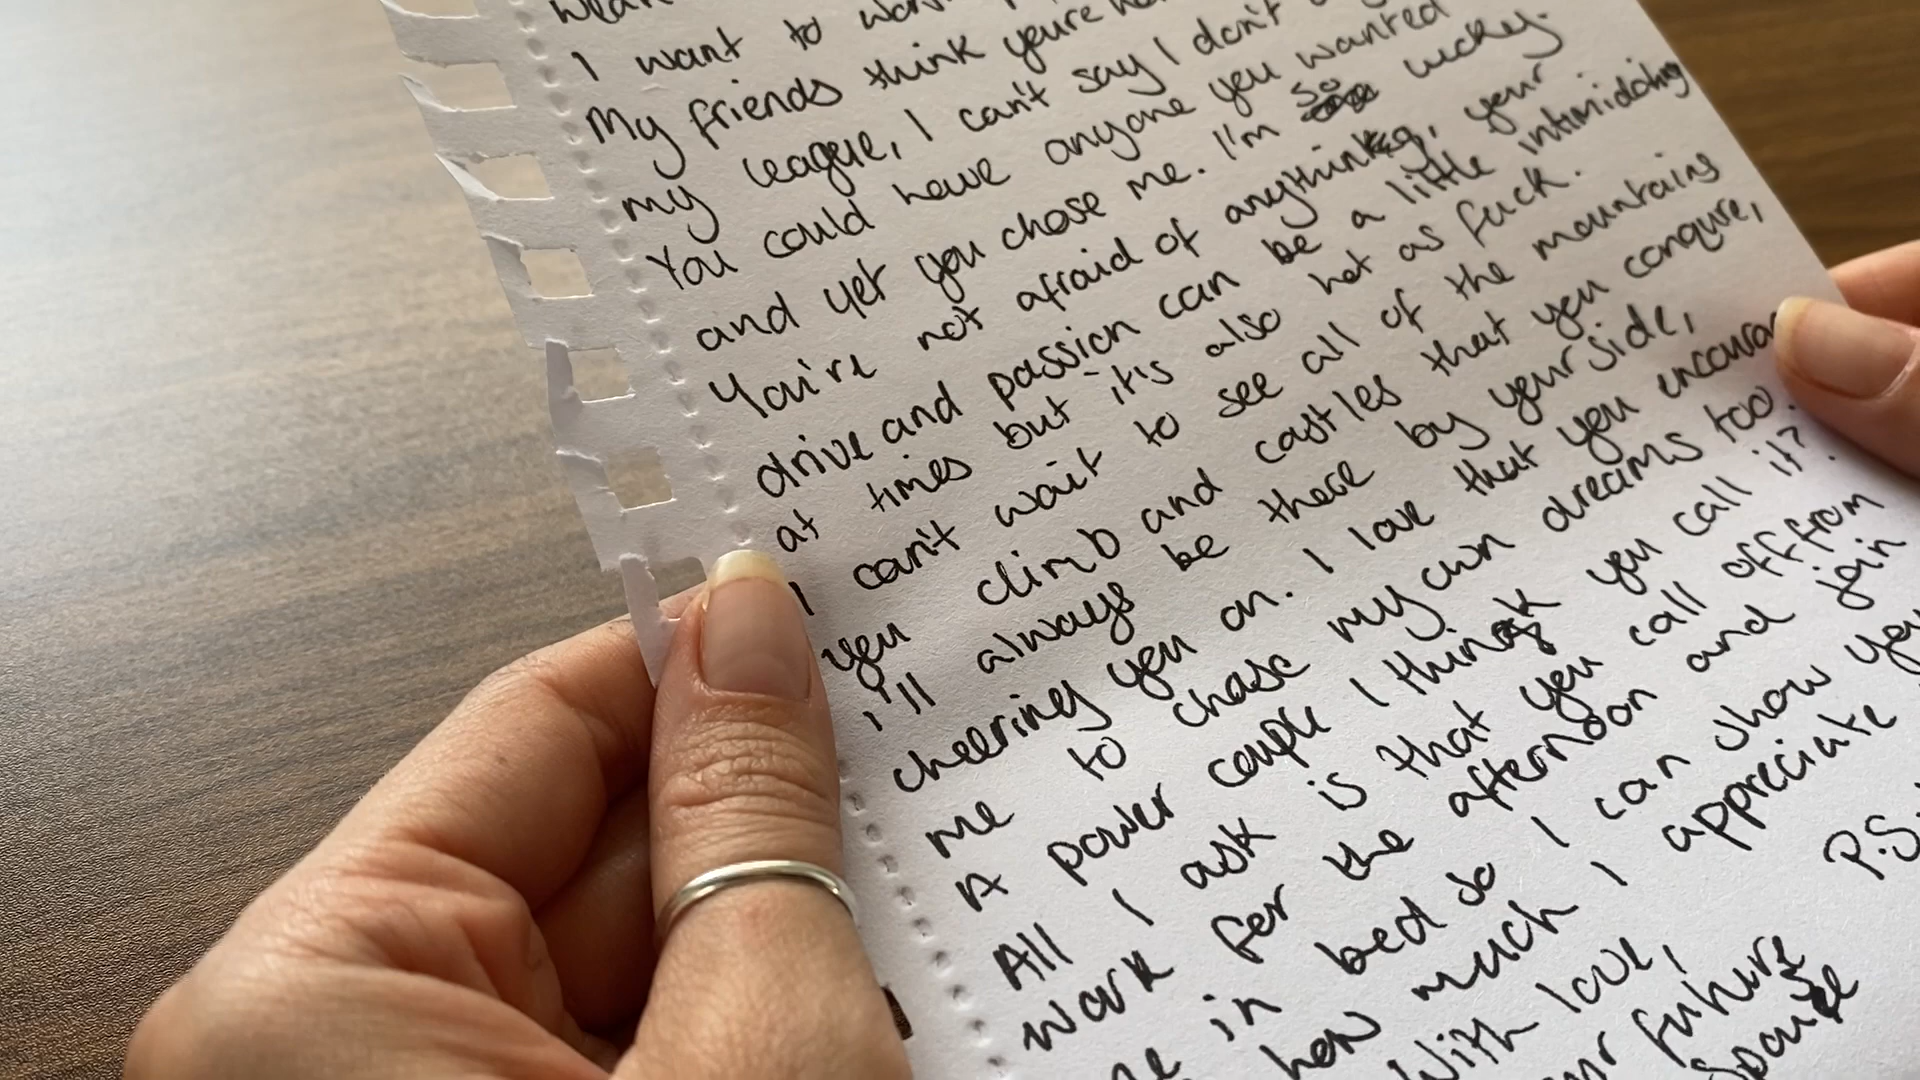 I want to
My friends think you're
my league, I can't say I don't
You could have anyone you wanted
and yet you chose me. I'm so lucky.
You're not afraid of anything, your
drive and passion can be a little intimidating
at times but it's also hot as fuck.
I can't wait to see all of the mountains
you climb and castles that you conqure,
I'll always be there by your side,
cheering you on. I love that you
me to chase my own dreams too.
A power couple I think you call it?
All I ask is that you call off from
work for the afternoon and join
me in bed so I can show you
how much I appreciate
With love,
future
spouse
P.S.